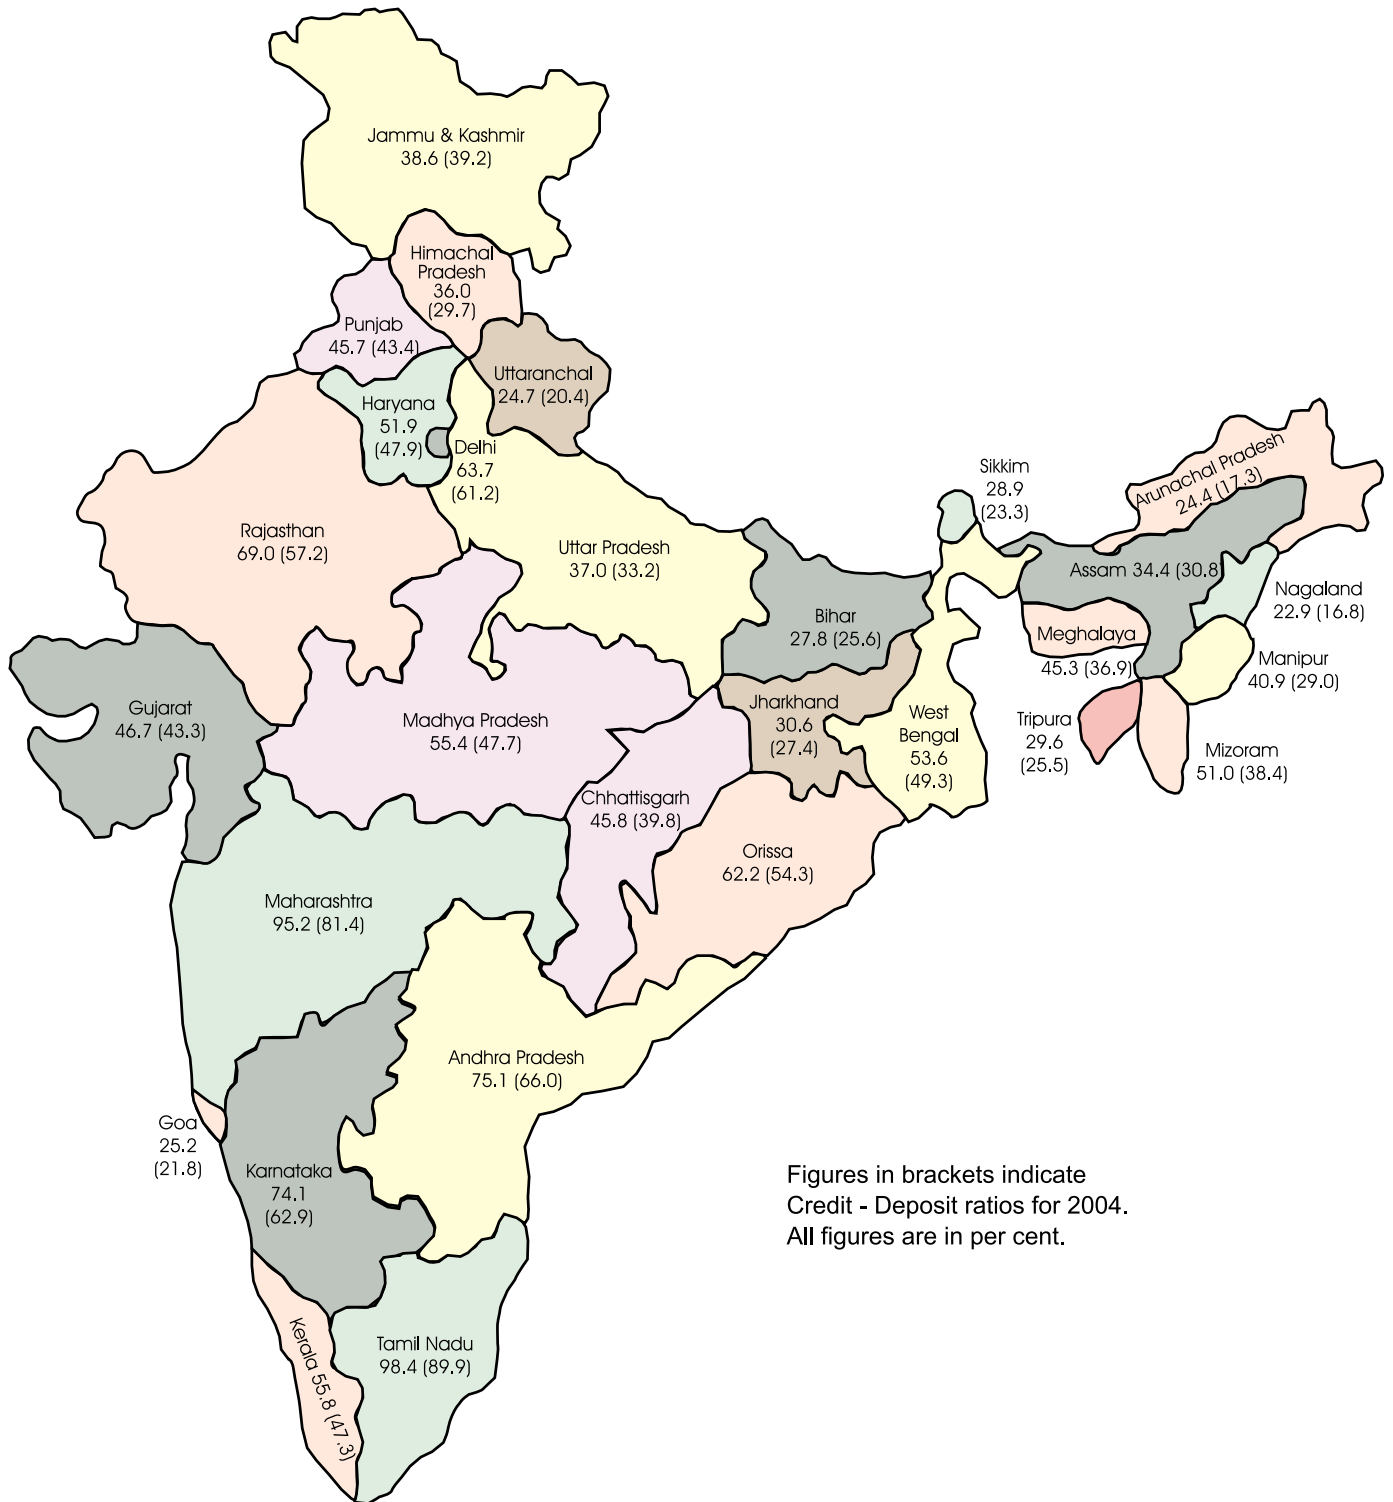 Jammu & Kashmir
38.6 (39.2)
Himachal
Pradesh
36.0
(29.7)
Punjab
45.7 (43.4)
Uttaranchal
24.7 (20.4)
Haryana
51.9
(47.9)
Delhi
63.7
(61.2)
Sikkim
28.9
(23.3)
Arunachal Pradesh
24.4 (17.3)
Rajasthan
69.0 (57.2)
Uttar Pradesh
37.0 (33.2)
Assam 34.4 (30.8)
Nagaland
22.9 (16.8)
Bihar
27.8 (25.6)
Meghalaya
45.3 (36.9)
Manipur
40.9 (29.0)
Gujarat
46.7 (43.3)
Madhya Pradesh
55.4 (47.7)
Jharkhand
30.6
(27.4)
West
Bengal
53.6
(49.3)
Tripura
29.6
(25.5)
Mizoram
51.0 (38.4)
Chhattisgarh
45.8 (39.8)
Orissa
62.2 (54.3)
Maharashtra
95.2 (81.4)
Andhra Pradesh
75.1 (66.0)
Goa
25.2
(21.8)
Karnataka
74.1
(62.9)
Figures in brackets indicate
Credit - Deposit ratios for 2004.
All figures are in per cent.
Kerala 55.8 (47.3)
Tamil Nadu
98.4 (89.9)